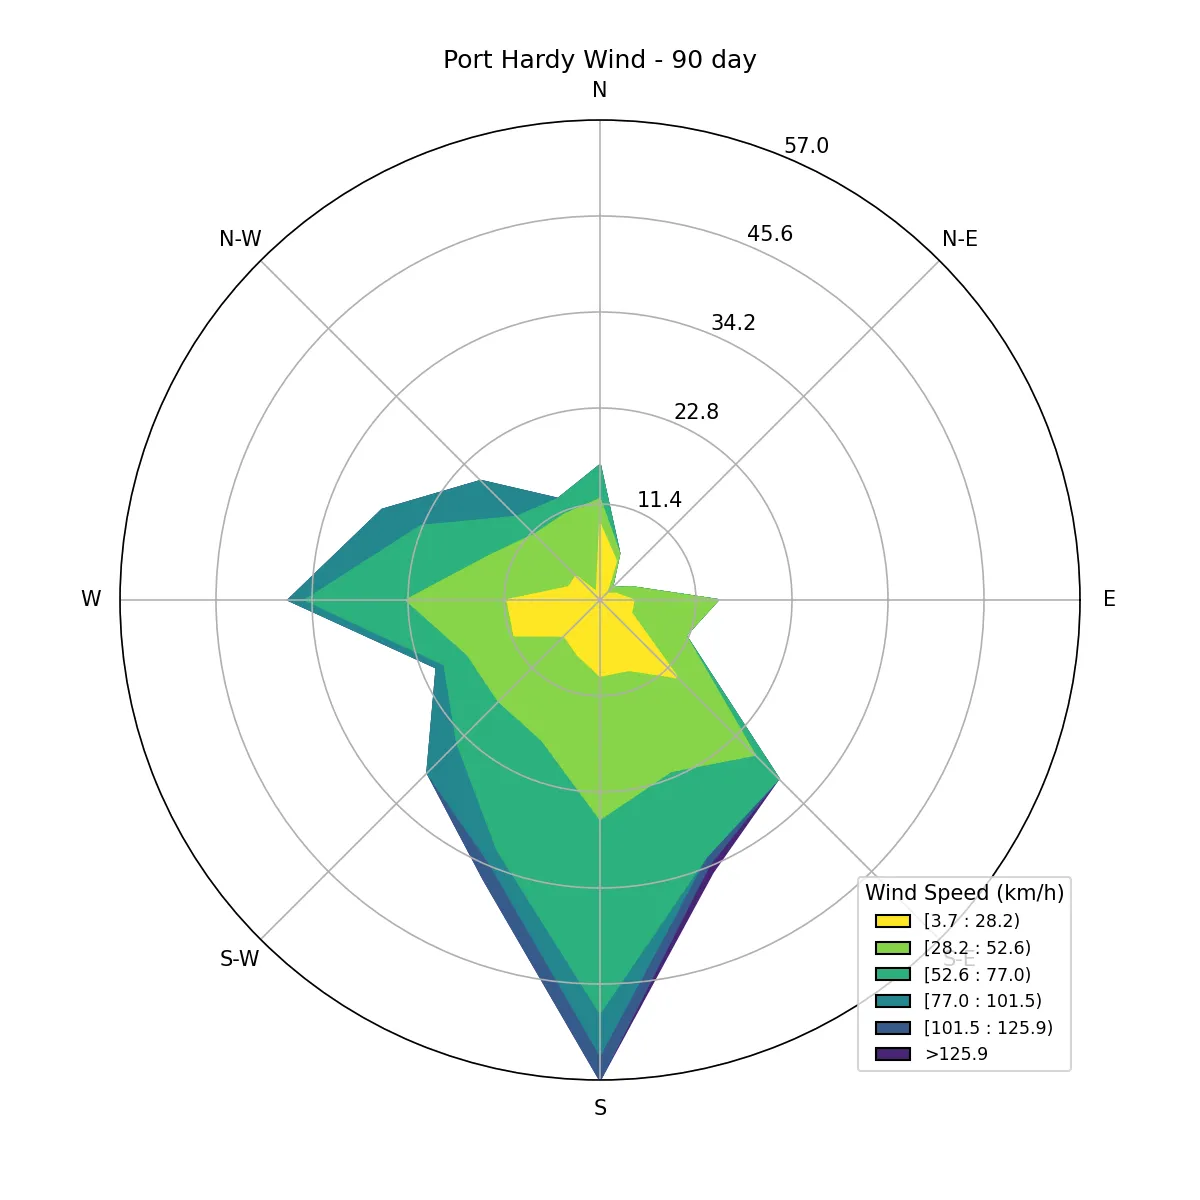 Port Hardy Wind - 90 day
N
57.0
N-W
45.6
N-E
34.2
22.8
11.4
W
E
S-W
S-E
S
Wind Speed (km/h)
[3.7 : 28.2)
[28.2 : 52.6)
[52.6 : 77.0)
[77.0 : 101.5)
[101.5 : 125.9)
>125.9